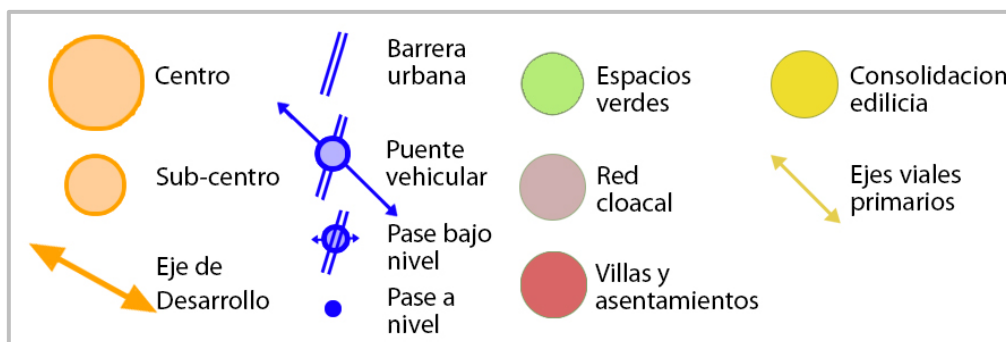 Centro
Sub-centro
Eje de
Desarrollo
Barrera
urbana
Puente
vehicular
Pase bajo
nivel
Pase a
nivel
Espacios
verdes
Red
cloacal
Villas y
asentamientos
Consolidacion
edilicia
Ejes viales
primarios